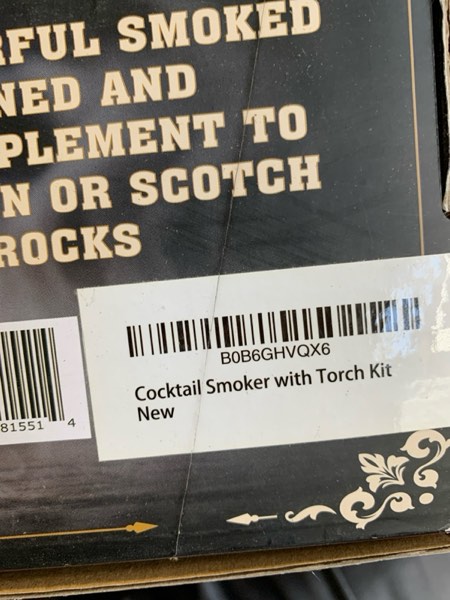 RFUL SMOKED
NED AND
PLEMENT TO
N OR SCOTCH
ROCKS
B0B6GHVQX6
Cocktail Smoker with Torch Kit
New
81551 4